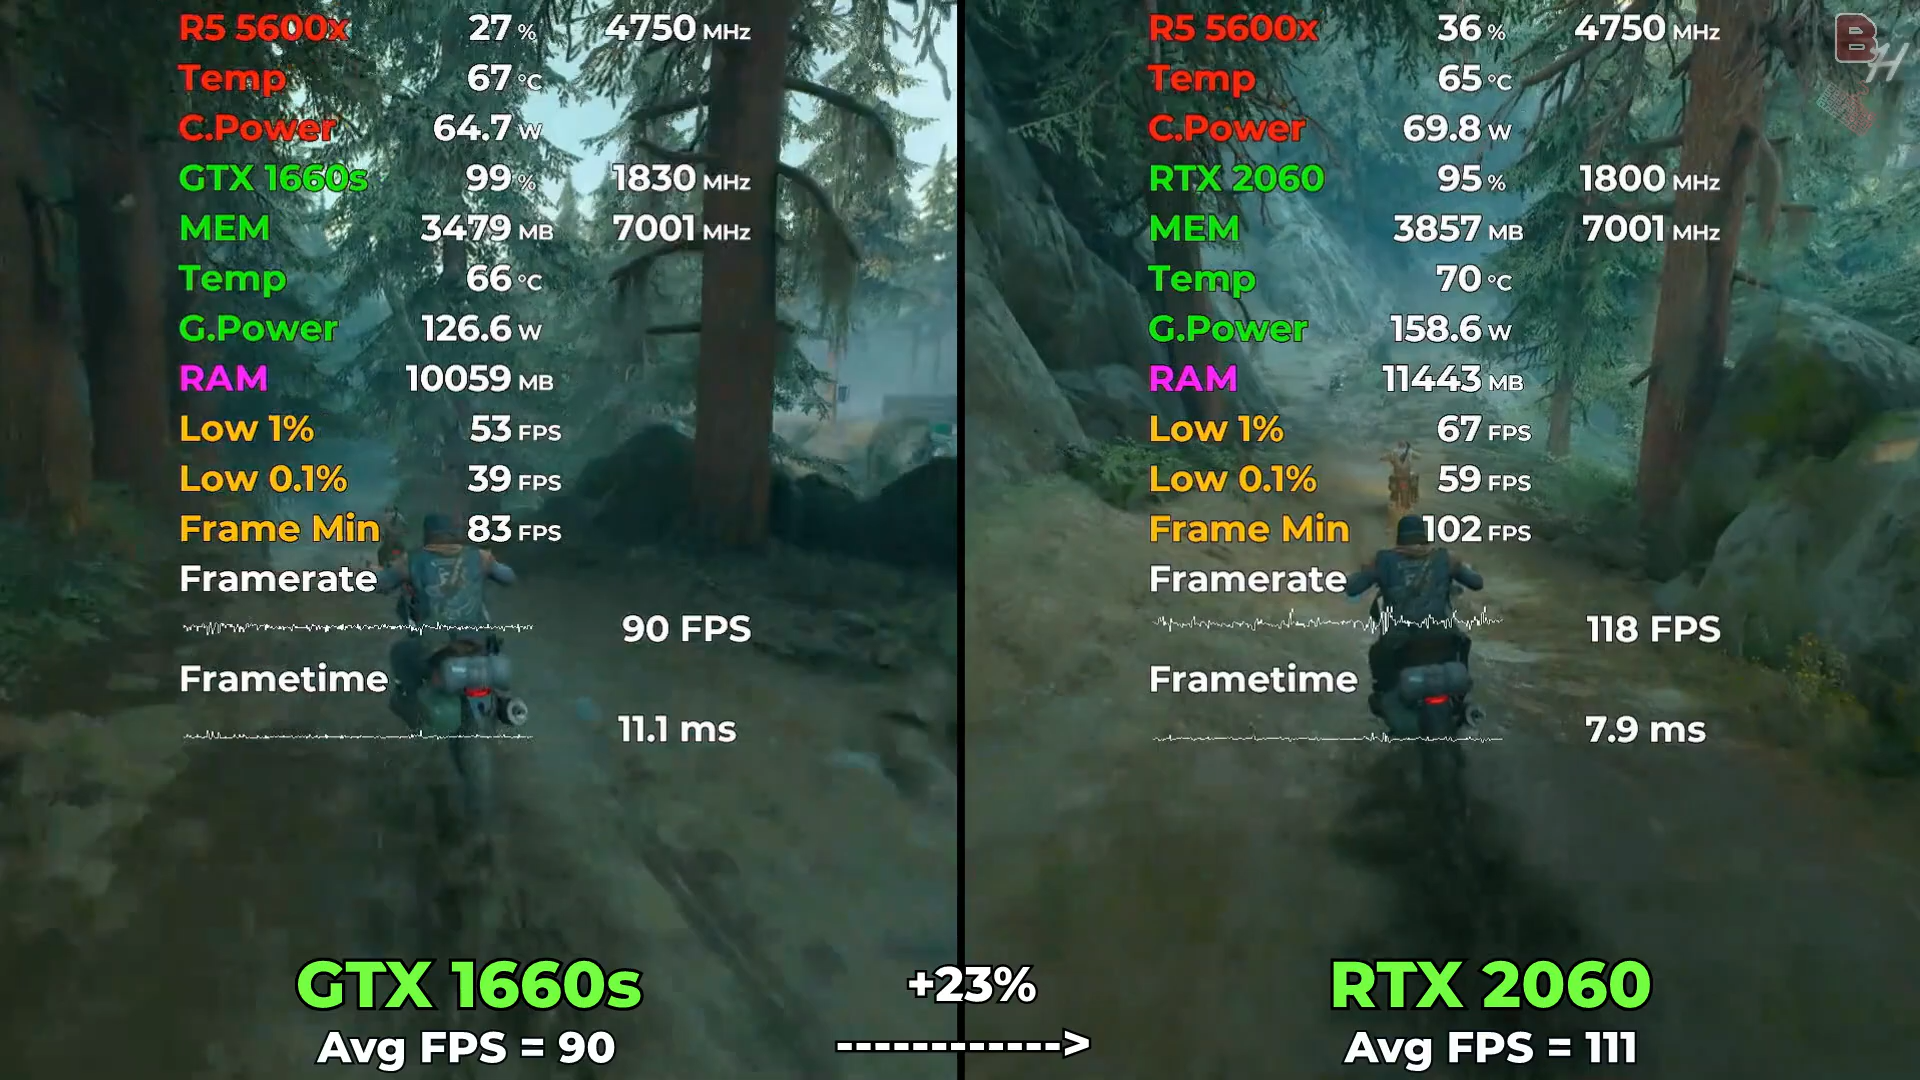 R5 5600x 27 % 4750 MHz
Temp 67 °C
C.Power 64.7 W
GTX 1660s 99 % 1830 MHz
MEM 3479 MB 7001 MHz
Temp 66 °C
G.Power 126.6 W
RAM 10059 MB
Low 1% 53 FPS
Low 0.1% 39 FPS
Frame Min 83 FPS
Framerate
90 FPS
Frametime
11.1 ms
GTX 1660s
Avg FPS = 90
+23%
------------>
R5 5600x 36 % 4750 MHz
Temp 65 °C
C.Power 69.8 W
RTX 2060 95 % 1800 MHz
MEM 3857 MB 7001 MHz
Temp 70 °C
G.Power 158.6 W
RAM 11443 MB
Low 1% 67 FPS
Low 0.1% 59 FPS
Frame Min 102 FPS
Framerate
118 FPS
Frametime
7.9 ms
RTX 2060
Avg FPS = 111
BH